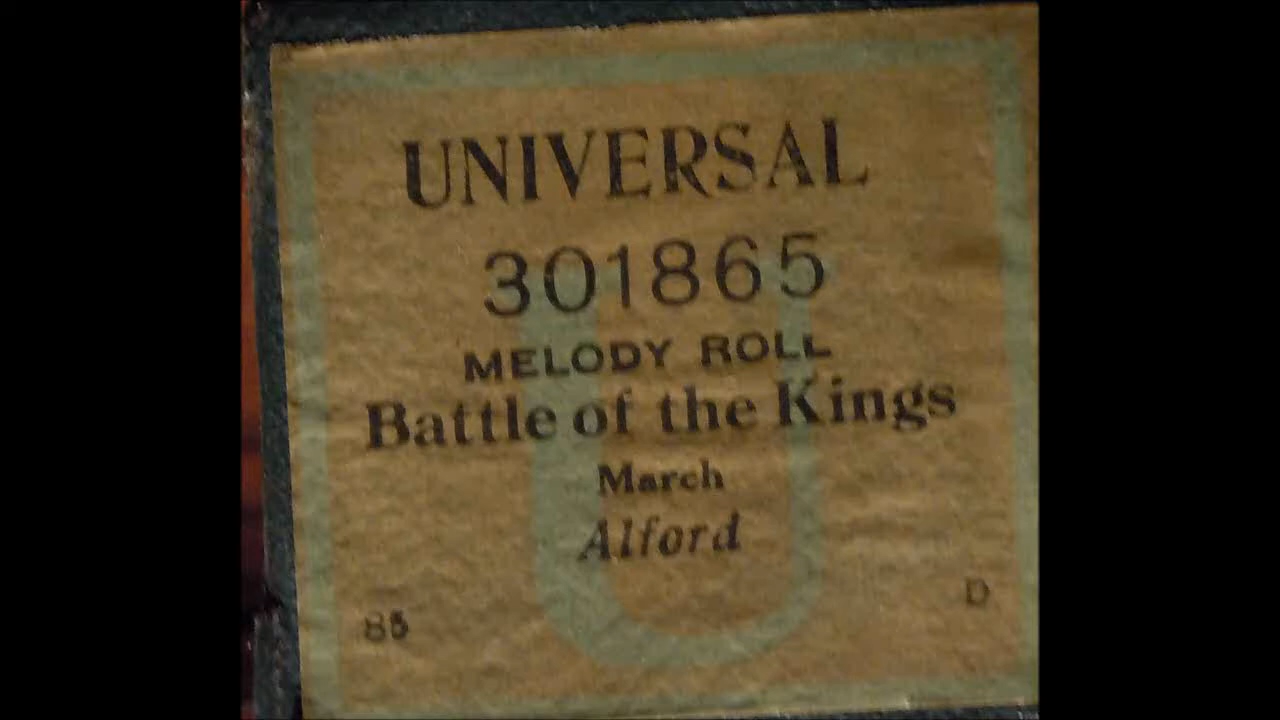 UNIVERSAL
301865
MELODY ROLL
Battle of the Kings
March
Alford
85 D